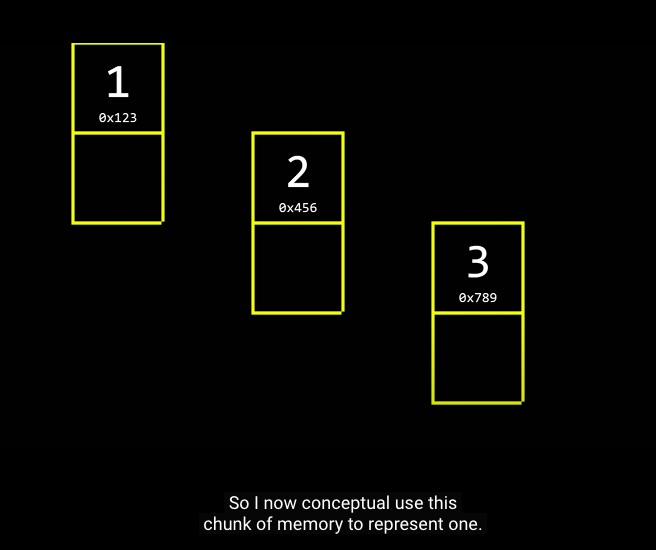 1
0x123
2
0x456
3
0x789
So I now conceptual use this
chunk of memory to represent one.